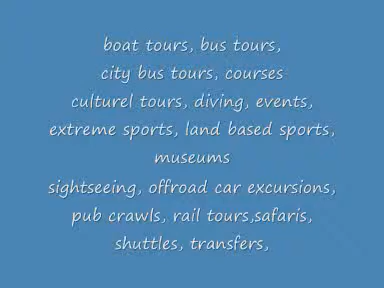 boat tours, bus tours,
city bus tours, courses
culturel tours, diving, events,
extreme sports, land based sports,
museums
sightseeing, offroad car excursions,
pub crawls, rail tours,safaris,
shuttles, transfers,